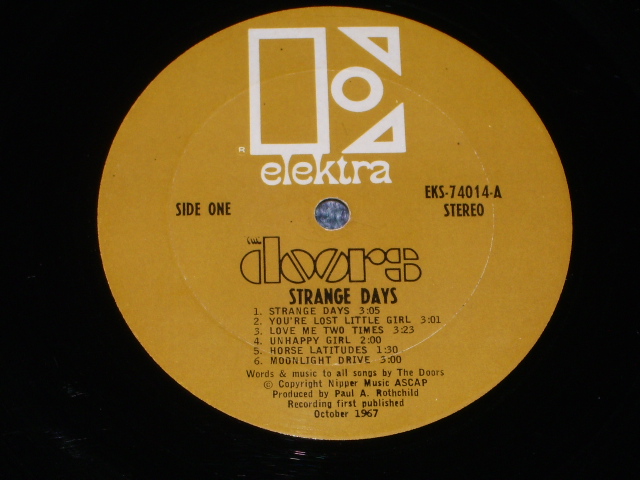 ®
elektra
SIDE ONE
EKS-74014-A
STEREO
THE
doors
STRANGE DAYS
1. STRANGE DAYS 3:05
2. YOU'RE LOST LITTLE GIRL 3:01
3. LOVE ME TWO TIMES 3:23
4. UNHAPPY GIRL 2:00
5. HORSE LATITUDES 1:30
6. MOONLIGHT DRIVE 3:00
Words & music to all songs by The Doors
© Copyright Nipper Music ASCAP
Produced by Paul A. Rothchild
Recording first published
October 1967